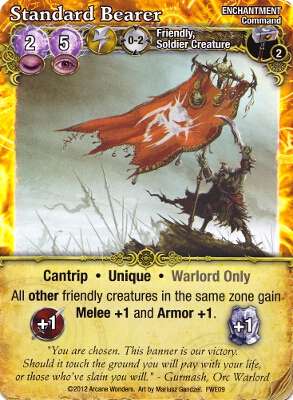 Standard Bearer
ENCHANTMENT
Command
2 5 0-2
Friendly,
Soldier Creature
2
Cantrip • Unique • Warlord Only
All other friendly creatures in the same zone gain
Melee +1 and Armor +1.
+1 +1
"You are chosen. This banner is our victory.
Should it touch the ground you will pay with your life,
or those who've slain you will." - Gurmash, Orc Warlord
©2012 Arcane Wonders. Art by Mariusz Gandzel. FWE09